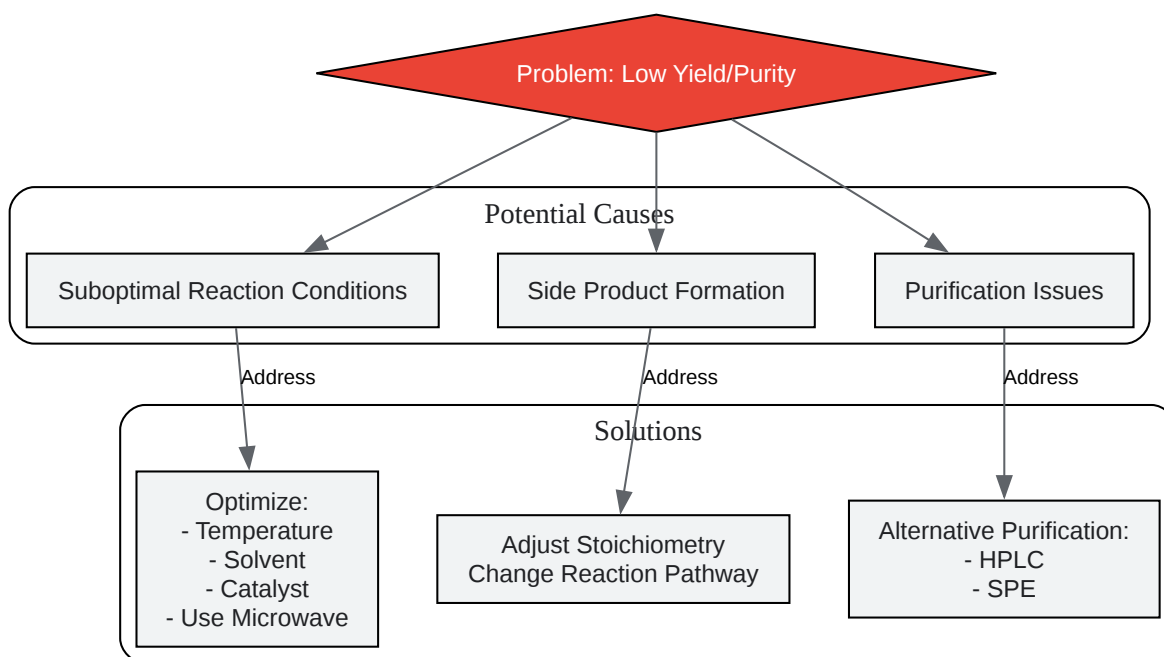 Problem: Low Yield/Purity
Potential Causes
Suboptimal Reaction Conditions
Side Product Formation
Purification Issues
Address
Address
Address
Solutions
Optimize:
- Temperature
- Solvent
- Catalyst
- Use Microwave
Adjust Stoichiometry
Change Reaction Pathway
Alternative Purification:
- HPLC
- SPE